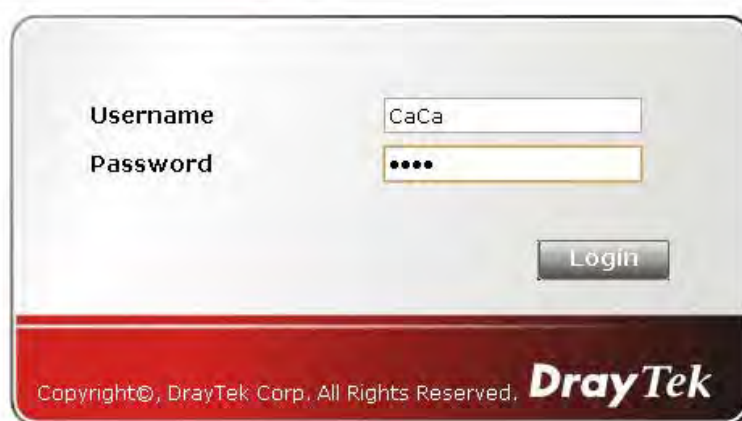 Username CaCa
Password ••••
Login
Copyright©, DrayTek Corp. All Rights Reserved. DrayTek